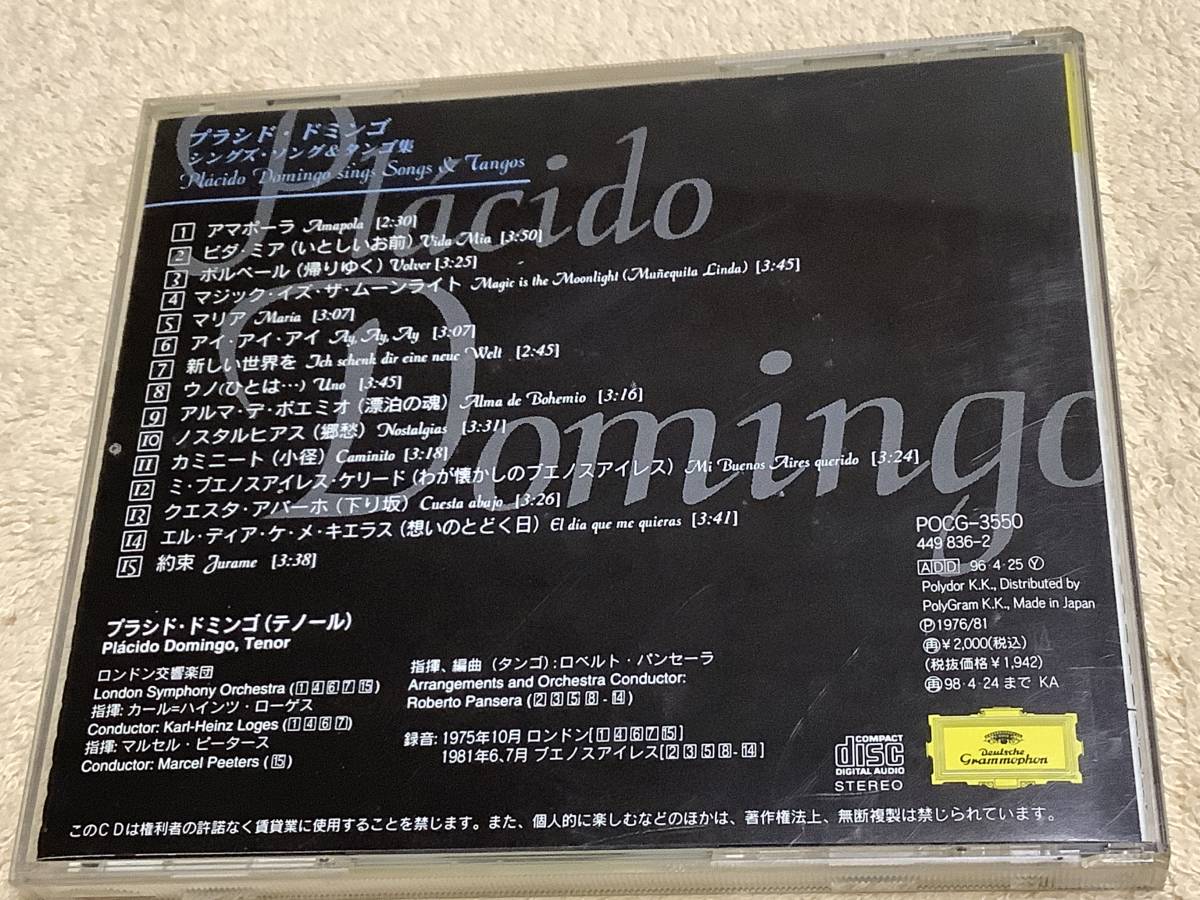 Plácido
Domingo
プラシド・ドミンゴ
シングズ・ソング&タンゴ集
Plácido Domingo sings Songs & Tangos
1 アマポーラ Amapola [2:30]
2 ビダ・ミア (いとしいお前) Vida Mia [3:50]
3 ボルベール (帰りゆく) Volver [3:25]
4 マジック・イズ・ザ・ムーンライト Magic is the Moonlight (Muñequita Linda) [3:45]
5 マリア Maria [3:07]
6 アイ・アイ・アイ Ay, Ay, Ay [3:07]
7 新しい世界を Ich schenk dir eine neue Welt [2:45]
8 ウノ(ひとは…) Uno [3:45]
9 アルマ・デ・ボエミオ (漂泊の魂) Alma de Bohemio [3:16]
10 ノスタルヒアス (郷愁) Nostalgias [3:31]
11 カミニート (小径) Caminito [3:18]
12 ミ・ブエノスアイレス・ケリード (わが懐かしのブエノスアイレス) Mi Buenos Aires querido [3:24]
13 クエスタ・アバーホ (下り坂) Cuesta abajo [3:26]
14 エル・ディア・ケ・メ・キエラス (想いのとどく日) El día que me quieras [3:41]
15 約束 Jurame [3:38]
プラシド・ドミンゴ (テノール)
Plácido Domingo, Tenor
ロンドン交響楽団
London Symphony Orchestra (1 4 6 7 15)
指揮: カール=ハインツ・ローゲス
Conductor: Karl-Heinz Loges (1 4 6 7)
指揮: マルセル・ピータース
Conductor: Marcel Peeters (15)
指揮、編曲 (タンゴ) : ロベルト・パンセーラ
Arrangements and Orchestra Conductor:
Roberto Pansera (2 3 5 8 - 14)
録音: 1975年10月 ロンドン[1 4 6 7 15]
1981年6、7月 ブエノスアイレス[2 3 5 8 - 14]
POCG-3550
449 836-2
ADD 96・4・25 Ⓨ
Polydor K.K., Distributed by
PolyGram K.K., Made in Japan
Ⓟ1976/81
再¥2,000(税込)
(税抜価格¥1,942)
再98・4・24まで KA
COMPACT
disc
DIGITAL AUDIO
STEREO
Deutsche
Grammophon
このCDは権利者の許諾なく賃貸業に使用することを禁じます。また、個人的に楽しむなどのほかは、著作権法上、無断複製は禁じられています。